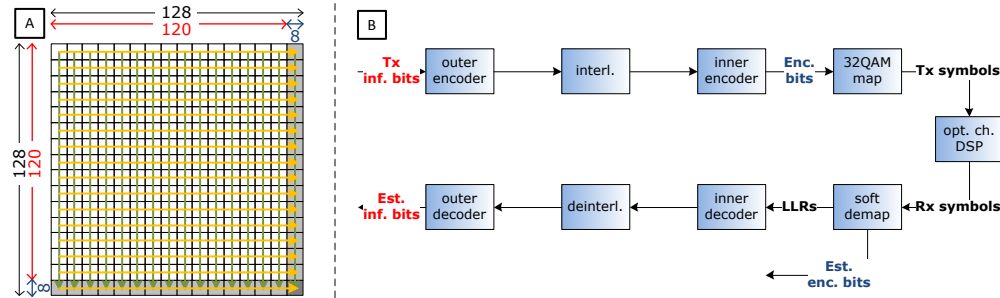 A
128
120
8
128
120
8
B
Tx
inf. bits
outer
encoder
interl.
inner
encoder
Enc.
bits
32QAM
map
Tx symbols
opt. ch.
DSP
Est.
inf. bits
outer
decoder
deinterl.
inner
decoder
LLRs
soft
demap
Rx symbols
Est.
enc. bits